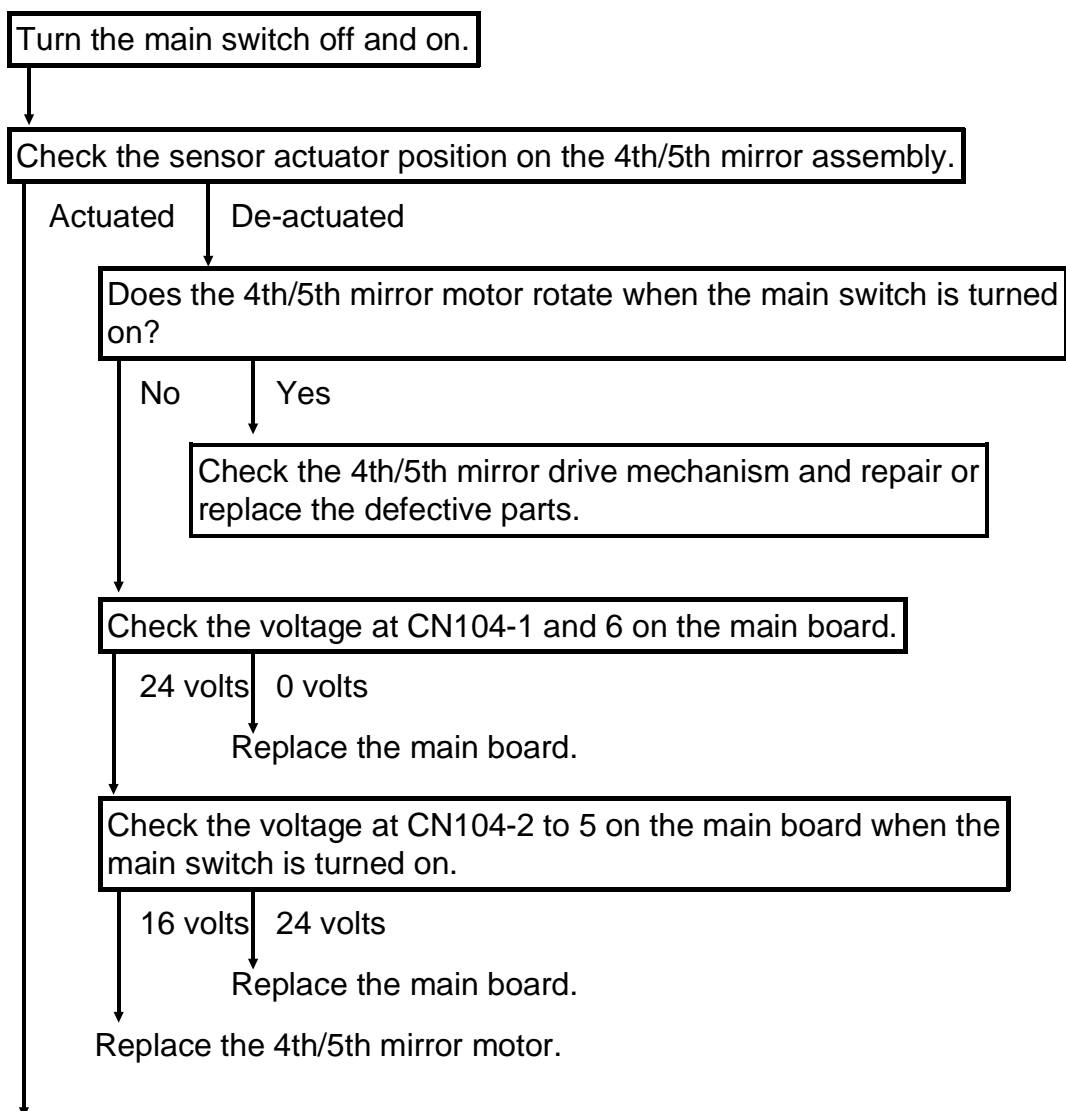 Turn the main switch off and on.
Check the sensor actuator position on the 4th/5th mirror assembly.
Actuated De-actuated
Does the 4th/5th mirror motor rotate when the main switch is turned
on?
No Yes
Check the 4th/5th mirror drive mechanism and repair or
replace the defective parts.
Check the voltage at CN104-1 and 6 on the main board.
24 volts 0 volts
Replace the main board.
Check the voltage at CN104-2 to 5 on the main board when the
main switch is turned on.
16 volts 24 volts
Replace the main board.
Replace the 4th/5th mirror motor.